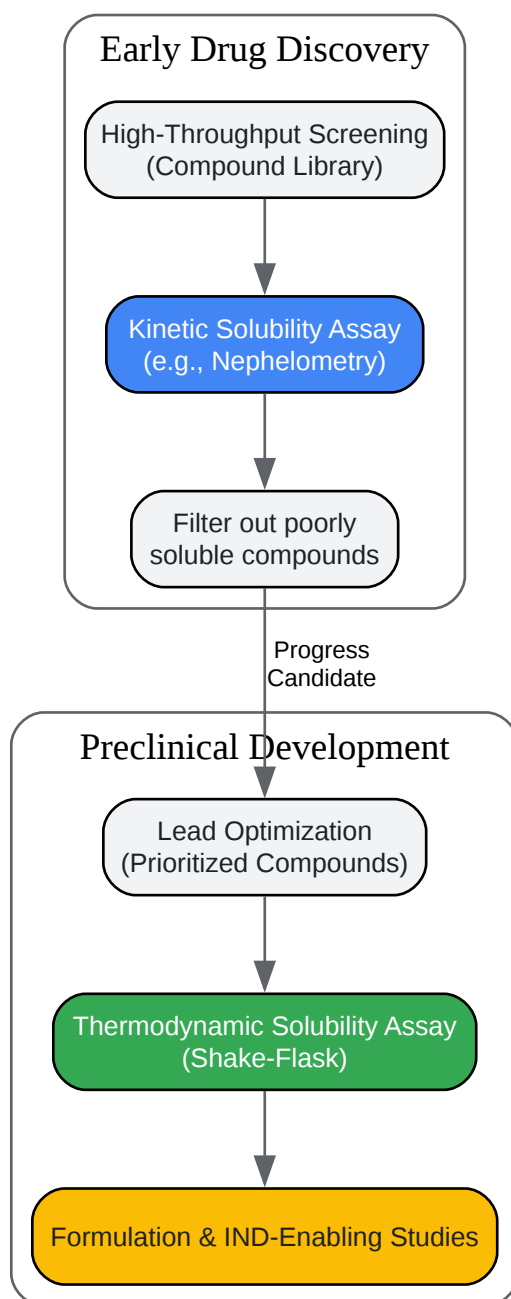 Early Drug Discovery
High-Throughput Screening
(Compound Library)
Kinetic Solubility Assay
(e.g., Nephelometry)
Filter out poorly
soluble compounds
Progress
Candidate
Preclinical Development
Lead Optimization
(Prioritized Compounds)
Thermodynamic Solubility Assay
(Shake-Flask)
Formulation & IND-Enabling Studies